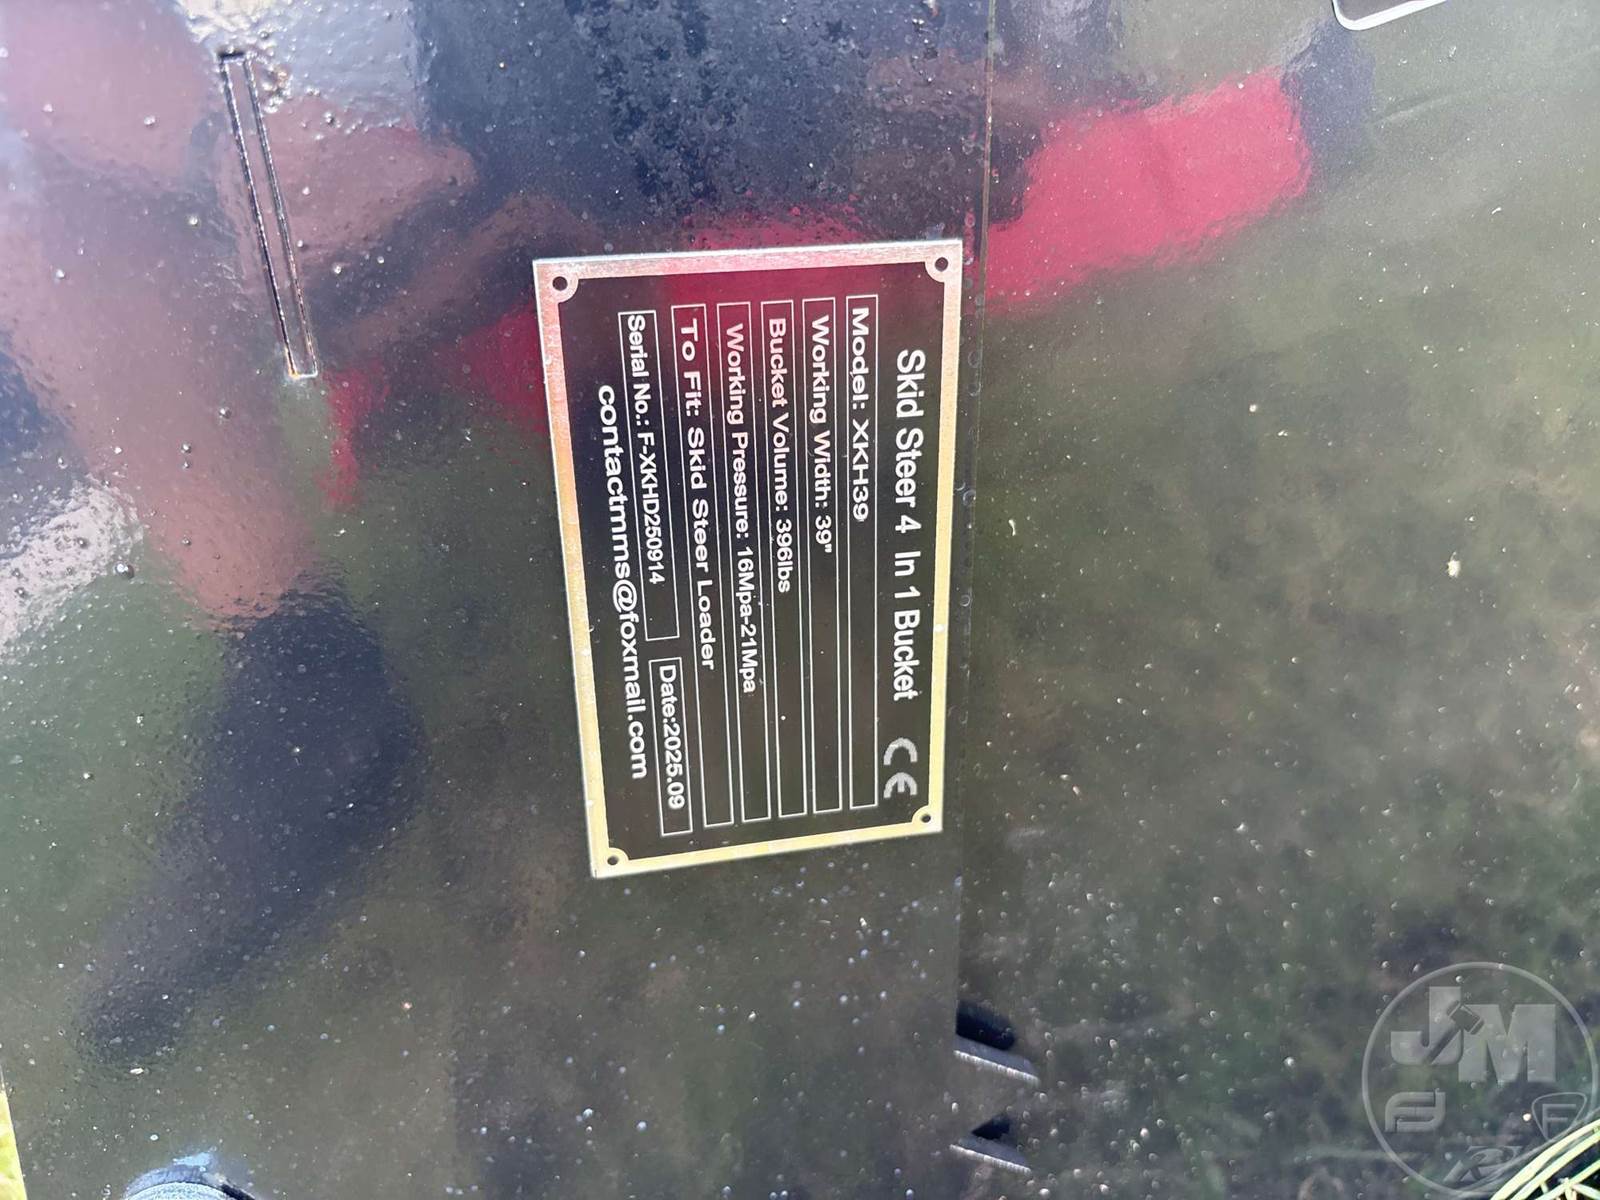 Skid Steer 4 In 1 Bucket CE
Model: XKH39
Working Width: 39"
Bucket Volume: 396lbs
Working Pressure: 16Mpa-21Mpa
To Fit: Skid Steer Loader
Serial No.: F-XKHD250914 Date:2025.09
contactmms@foxmail.com
JM